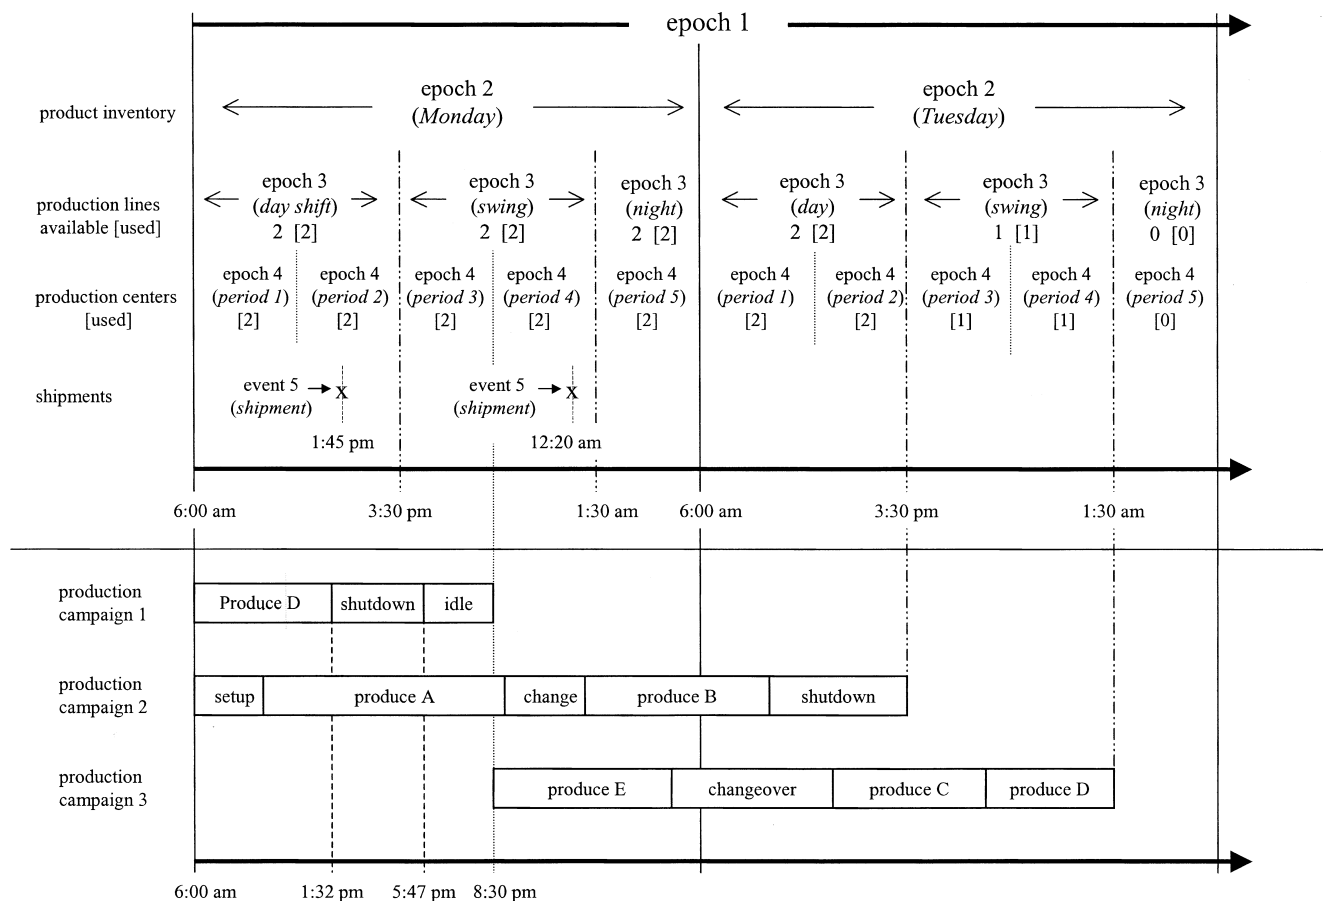 epoch 1
product inventory
epoch 2
(Monday)
epoch 2
(Tuesday)
production lines
available [used]
epoch 3
(day shift)
2 [2]
epoch 3
(swing)
2 [2]
epoch 3
(night)
2 [2]
epoch 3
(day)
2 [2]
epoch 3
(swing)
1 [1]
epoch 3
(night)
0 [0]
production centers
[used]
epoch 4
(period 1)
[2]
epoch 4
(period 2)
[2]
epoch 4
(period 3)
[2]
epoch 4
(period 4)
[2]
epoch 4
(period 5)
[2]
epoch 4
(period 1)
[2]
epoch 4
(period 2)
[2]
epoch 4
(period 3)
[1]
epoch 4
(period 4)
[1]
epoch 4
(period 5)
[0]
shipments
event 5
(shipment)
x
1:45 pm
event 5
(shipment)
x
12:20 am
6:00 am 3:30 pm 1:30 am 6:00 am 3:30 pm 1:30 am
production
campaign 1
Produce D shutdown idle
production
campaign 2
setup produce A change produce B shutdown
production
campaign 3
produce E changeover produce C produce D
6:00 am 1:32 pm 5:47 pm 8:30 pm